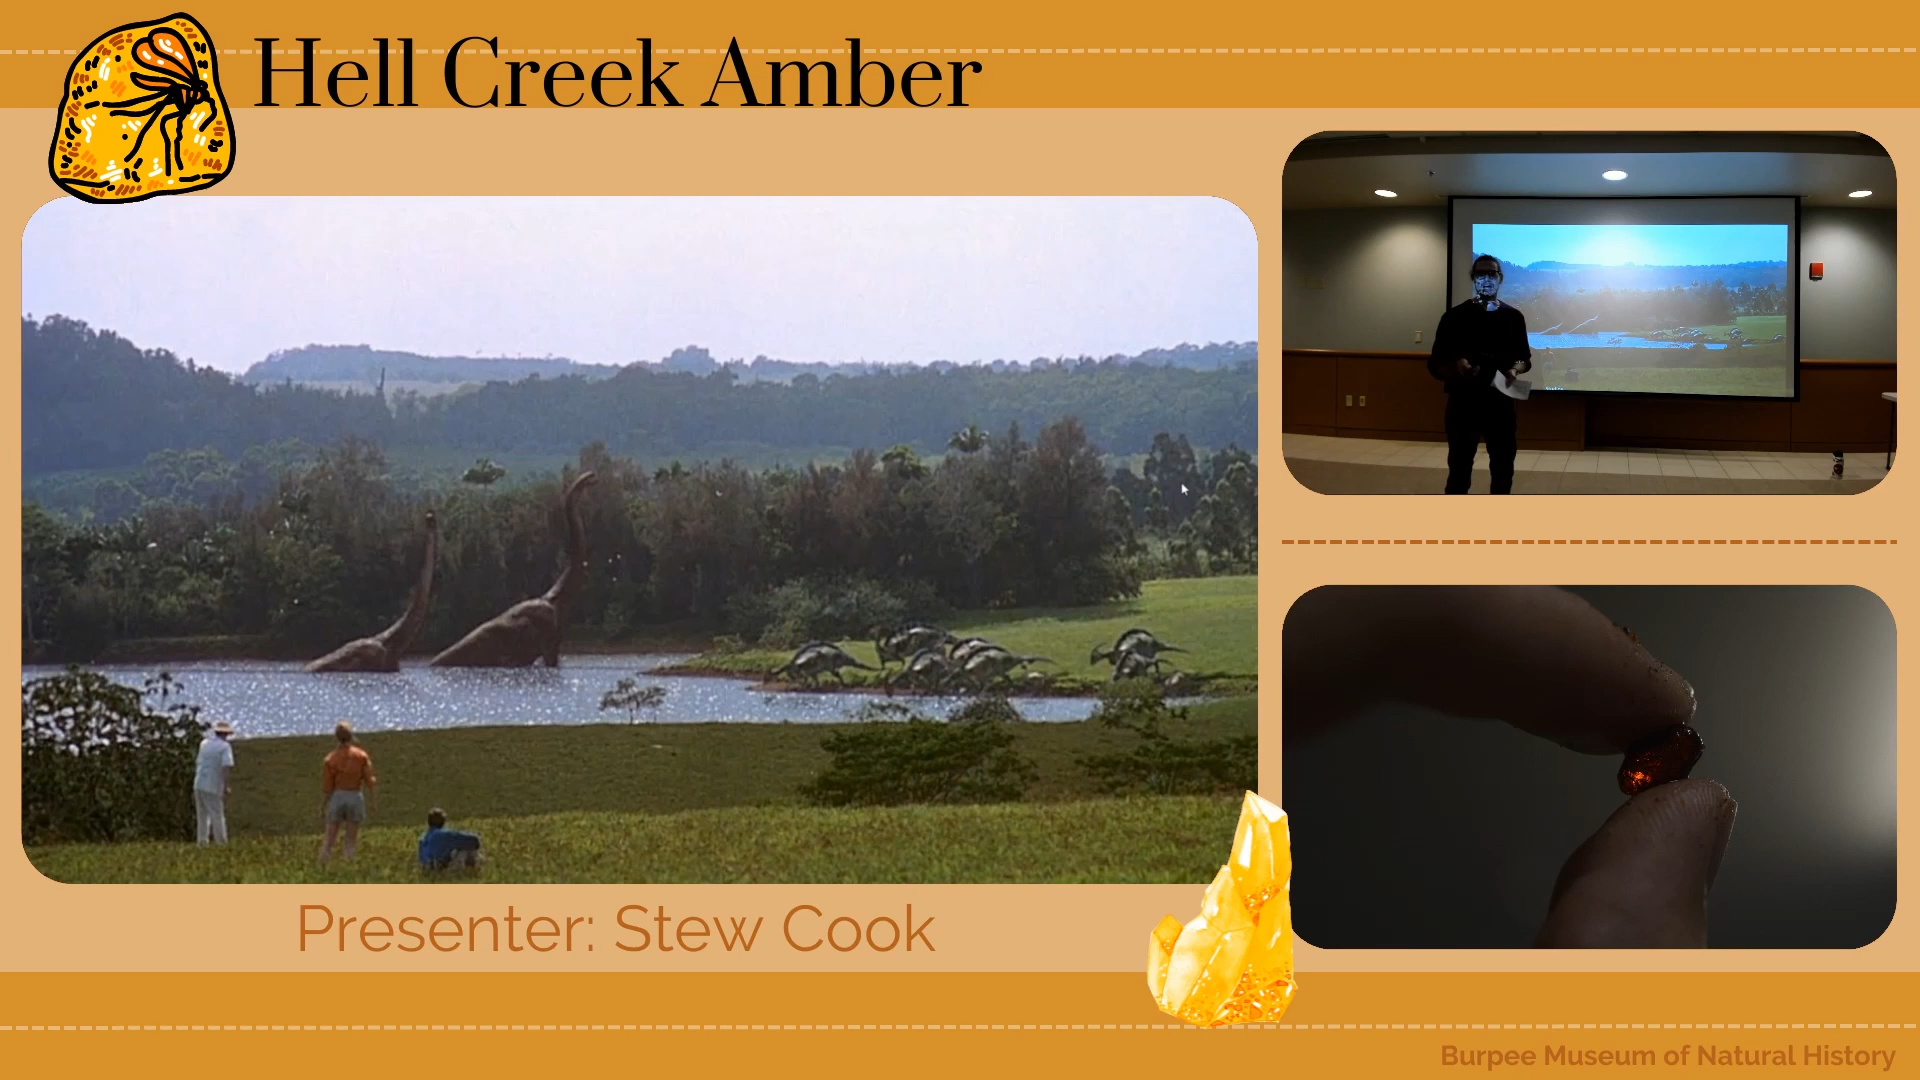 Hell Creek Amber
Presenter: Stew Cook
Burpee Museum of Natural History